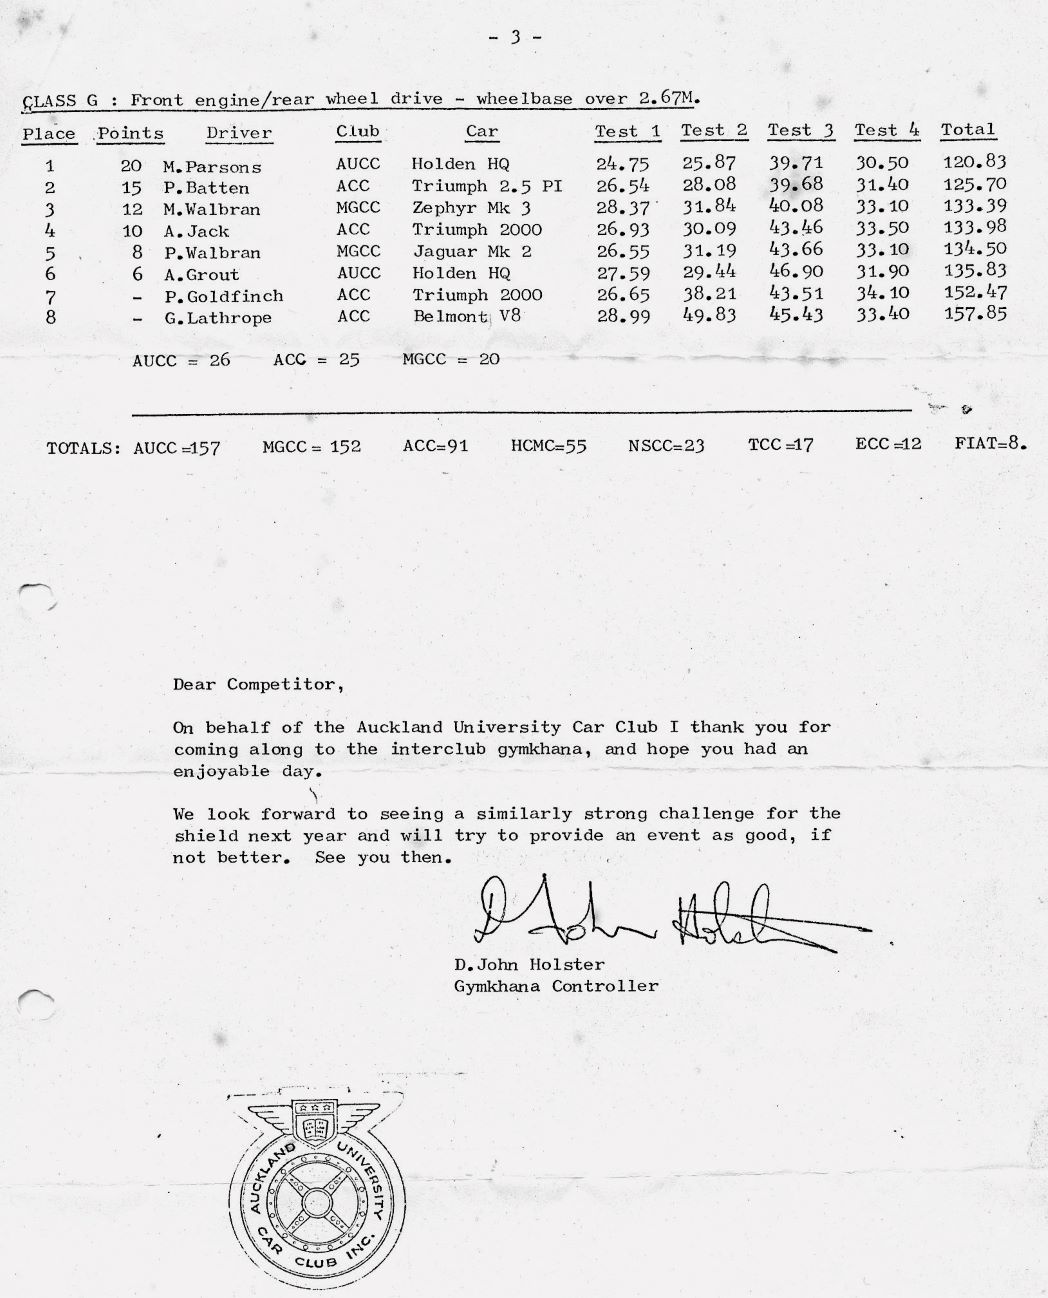 - 3 -
CLASS G : Front engine/rear wheel drive - wheelbase over 2.67M.
Place Points Driver Club Car Test 1 Test 2 Test 3 Test 4 Total
1 20 M.Parsons AUCC Holden HQ 24.75 25.87 39.71 30.50 120.83
2 15 P.Batten ACC Triumph 2.5 PI 26.54 28.08 39.68 31.40 125.70
3 12 M.Walbran MGCC Zephyr Mk 3 28.37 31.84 40.08 33.10 133.39
4 10 A.Jack ACC Triumph 2000 26.93 30.09 43.46 33.50 133.98
5 8 P.Walbran MGCC Jaguar Mk 2 26.55 31.19 43.66 33.10 134.50
6 6 A.Grout AUCC Holden HQ 27.59 29.44 46.90 31.90 135.83
7 - P.Goldfinch ACC Triumph 2000 26.65 38.21 43.51 34.10 152.47
8 - G.Lathrope ACC Belmont V8 28.99 49.83 45.43 33.40 157.85
AUCC = 26 ACC = 25 MGCC = 20
TOTALS: AUCC=157 MGCC= 152 ACC=91 HCMC=55 NSCC=23 TCC=17 ECC=12 FIAT=8.
Dear Competitor,
On behalf of the Auckland University Car Club I thank you for
coming along to the interclub gymkhana, and hope you had an
enjoyable day.
We look forward to seeing a similarly strong challenge for the
shield next year and will try to provide an event as good, if
not better. See you then.
D John Holster
D.John Holster
Gymkhana Controller
AUCKLAND UNIVERSITY
CAR CLUB INC.